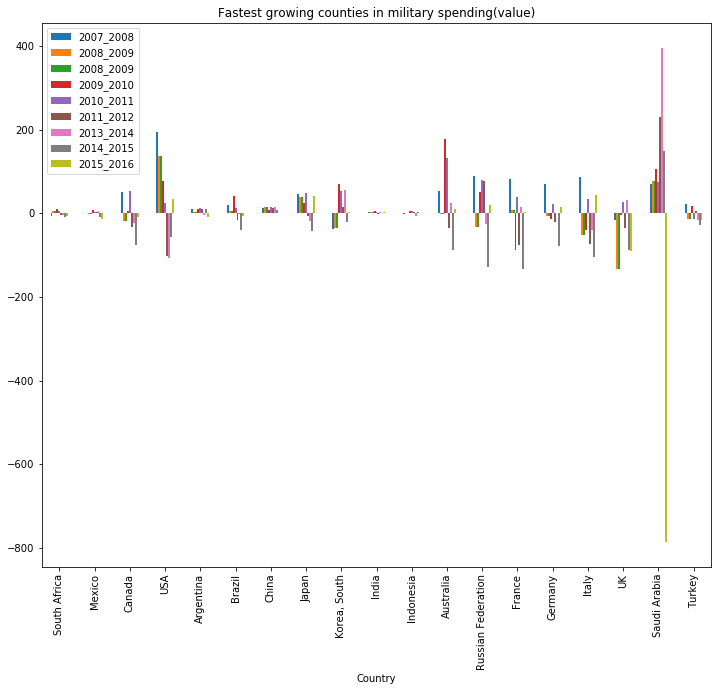 Fastest growing counties in military spending(value)
2007_2008
2008_2009
2008_2009
2009_2010
2010_2011
2011_2012
2013_2014
2014_2015
2015_2016
400
200
0
−200
−400
−600
−800
South Africa
Mexico
Canada
USA
Argentina
Brazil
China
Japan
Korea, South
India
Indonesia
Australia
Russian Federation
France
Germany
Italy
UK
Saudi Arabia
Turkey
Country